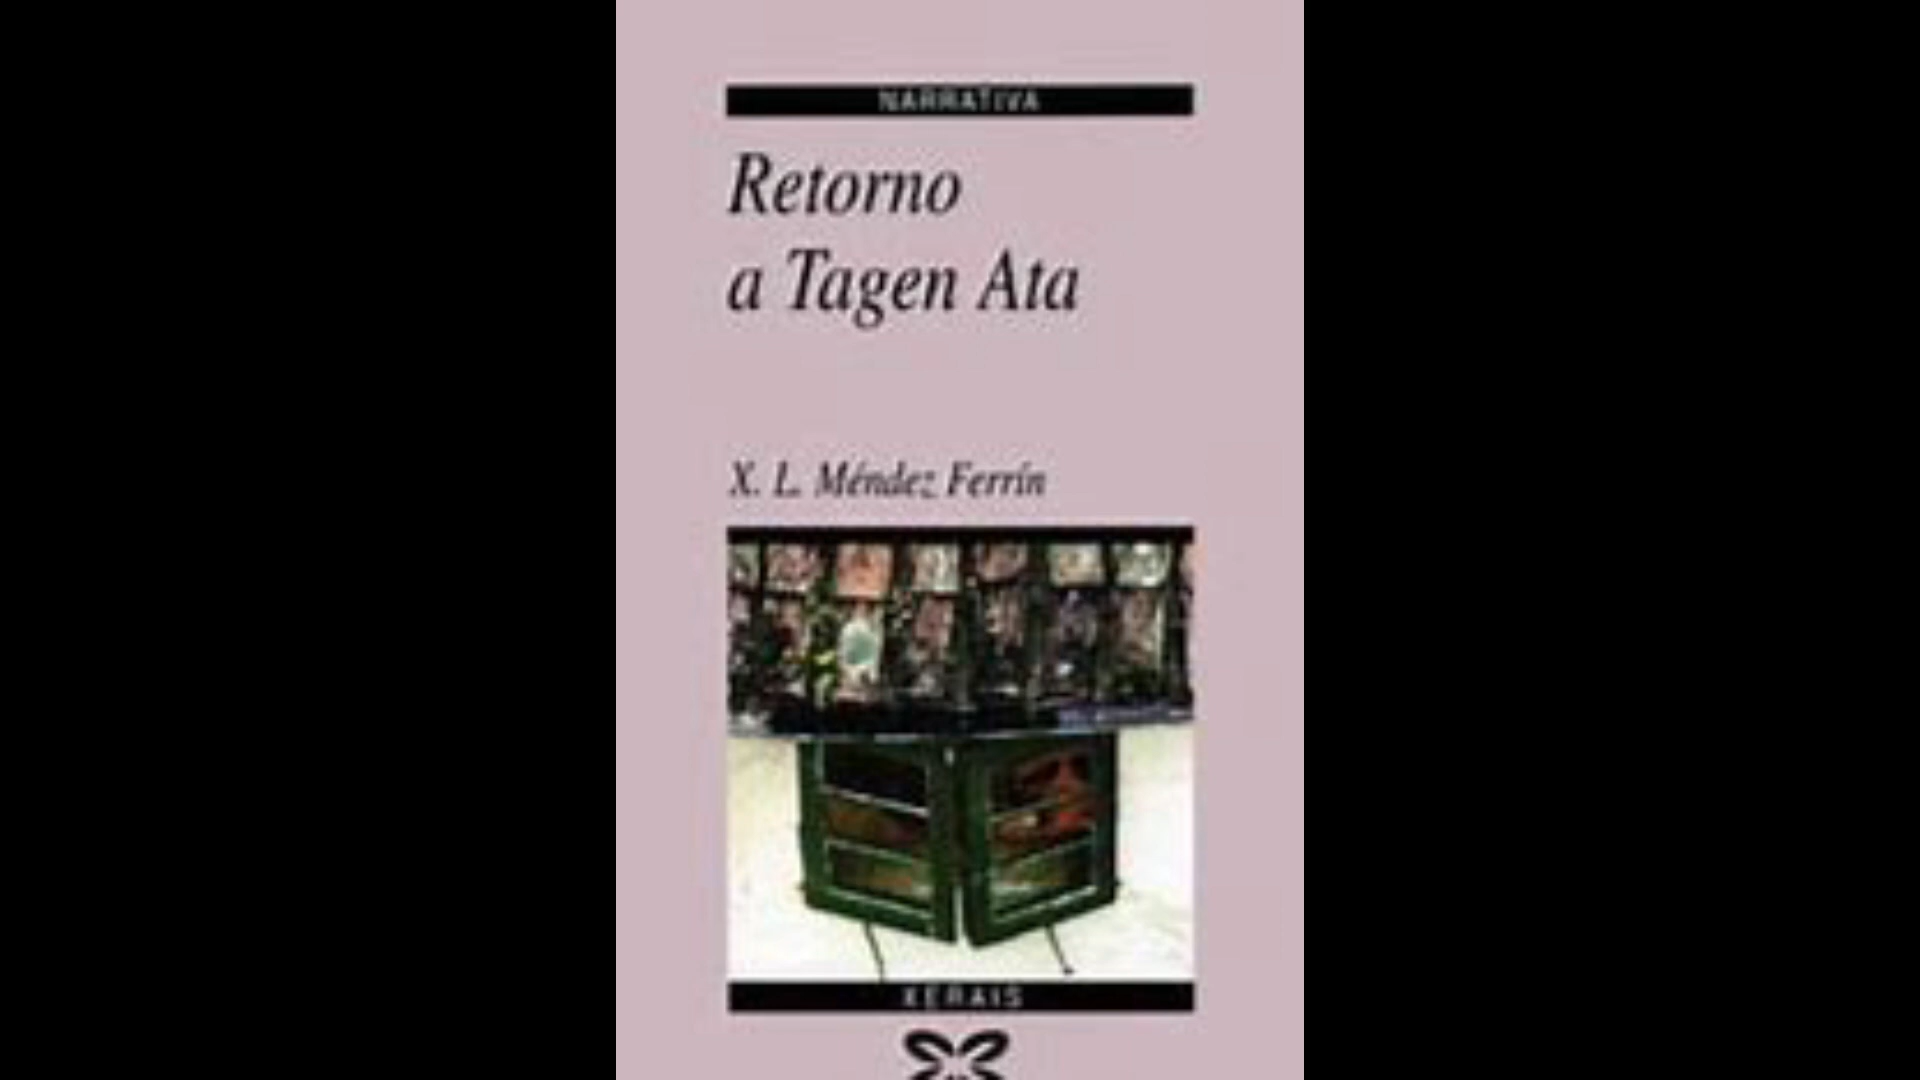 NARRATIVA
Retorno
a Tagen Ata
X. L. Méndez Ferrín
XERAIS